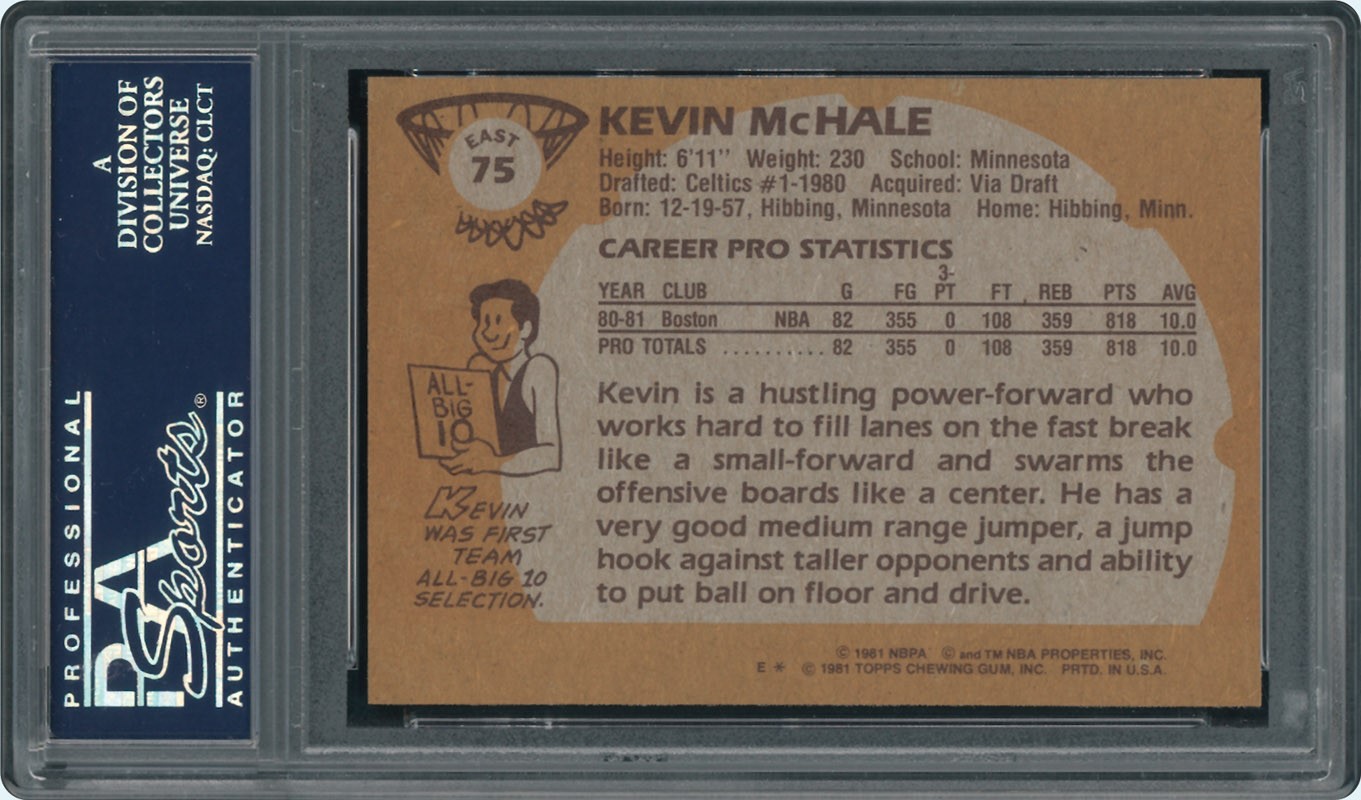 A
DIVISION OF
COLLECTORS
UNIVERSE
NASDAQ: CLCT
PROFESSIONAL
PSA
Sports®
AUTHENTICATOR
EAST
75
KEVIN McHALE
Height: 6'11'' Weight: 230 School: Minnesota
Drafted: Celtics #1-1980 Acquired: Via Draft
Born: 12-19-57, Hibbing, Minnesota Home: Hibbing, Minn.
CAREER PRO STATISTICS
YEAR CLUB G FG 3-PT FT REB PTS AVG
80-81 Boston NBA 82 355 0 108 359 818 10.0
PRO TOTALS .......... 82 355 0 108 359 818 10.0
ALL-
BIG
10
KEVIN
WAS FIRST
TEAM
ALL-BIG 10
SELECTION.
Kevin is a hustling power-forward who
works hard to fill lanes on the fast break
like a small-forward and swarms the
offensive boards like a center. He has a
very good medium range jumper, a jump
hook against taller opponents and ability
to put ball on floor and drive.
© 1981 NBPA © and TM NBA PROPERTIES, INC.
E * © 1981 TOPPS CHEWING GUM, INC. PRTD. IN U.S.A.